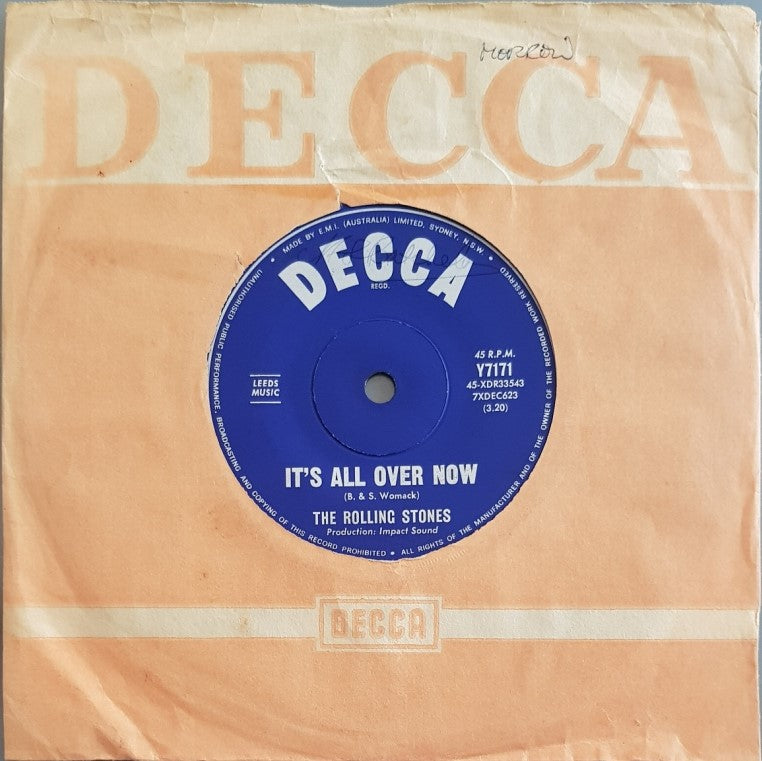 MORROW
DECCA
MADE BY E.M.I. (AUSTRALIA) LIMITED, SYDNEY, N.S.W. •
DECCA
REGD.
LEEDS
MUSIC
45 R.P.M.
Y7171
45-XDR33543
7XDEC623
(3.20)
IT'S ALL OVER NOW
(B. & S. Womack)
THE ROLLING STONES
Production: Impact Sound
UNAUTHORISED PUBLIC PERFORMANCE, BROADCASTING AND COPYING OF THIS RECORD PROHIBITED • ALL RIGHTS OF THE MANUFACTURER AND OF THE OWNER OF THE RECORDED WORK RESERVED •
DECCA